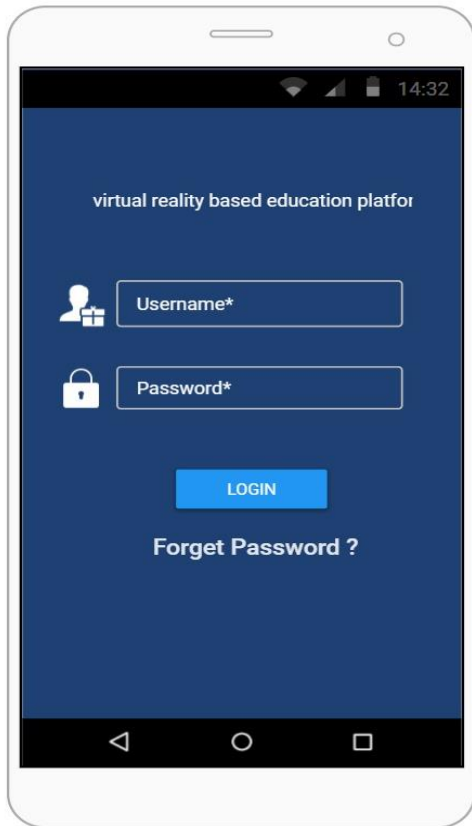 14:32
virtual reality based education platfor
Username*
Password*
LOGIN
Forget Password ?